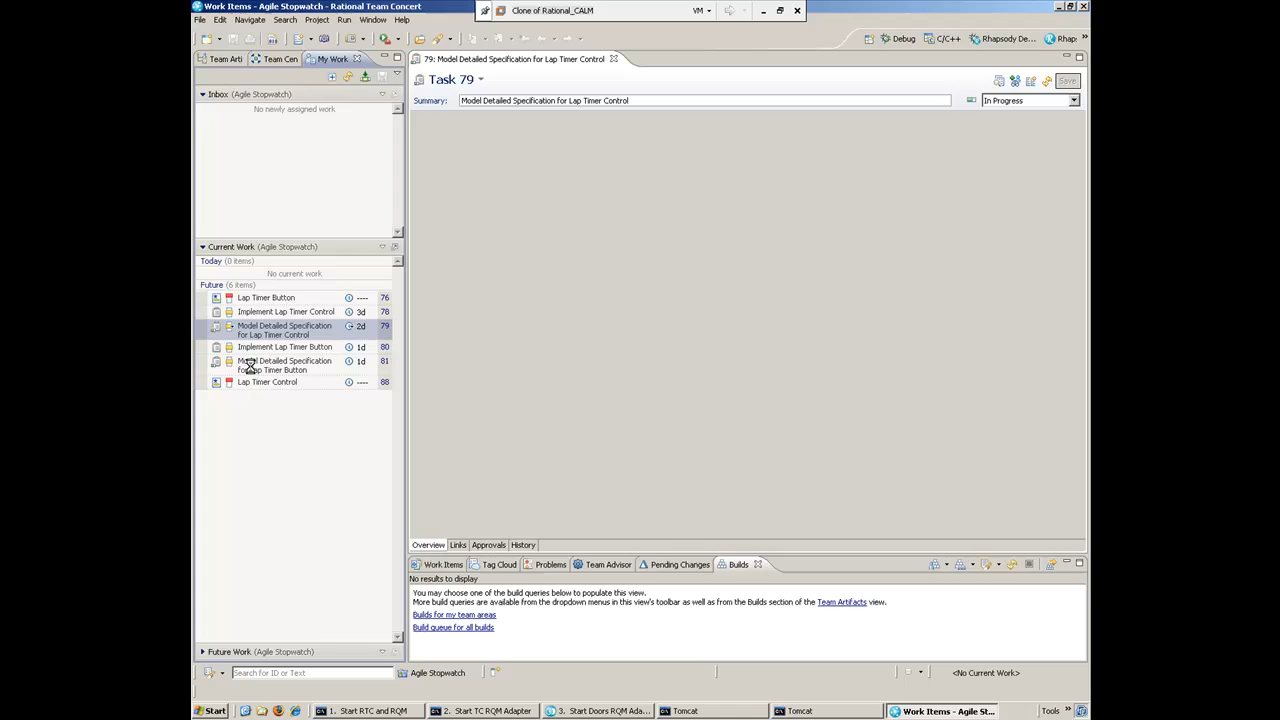 Work Items - Agile Stopwatch - Rational Team Concert
Clone of Rational_CALM
VM
File Edit Navigate Search Project Run Window Help
Debug
C/C++
Rhapsody De...
Rhap
Team Arti
Team Cen
My Work
79: Model Detailed Specification for Lap Timer Control
Task 79
Save
Inbox (Agile Stopwatch)
Summary: Model Detailed Specification for Lap Timer Control
In Progress
No newly assigned work
Current Work (Agile Stopwatch)
Today (0 items)
No current work
Future (6 items)
Lap Timer Button ---- 76
Implement Lap Timer Control 3d 78
Model Detailed Specification 2d 79
for Lap Timer Control
Implement Lap Timer Button 1d 80
Model Detailed Specification 1d 81
for Lap Timer Button
Lap Timer Control ---- 88
Overview Links Approvals History
Work Items Tag Cloud Problems Team Advisor Pending Changes Builds
No results to display
You may choose one of the build queries below to populate this view.
More build queries are available from the dropdown menus in this view's toolbar as well as from the Builds section of the Team Artifacts view.
Builds for my team areas
Build queue for all builds
Future Work (Agile Stopwatch)
Search for ID or Text
Agile Stopwatch
<No Current Work>
Start
1. Start RTC and RQM
2. Start TC RQM Adapter
3. Start Doors RQM Ada...
Tomcat
Tomcat
Work Items - Agile St...
Tools